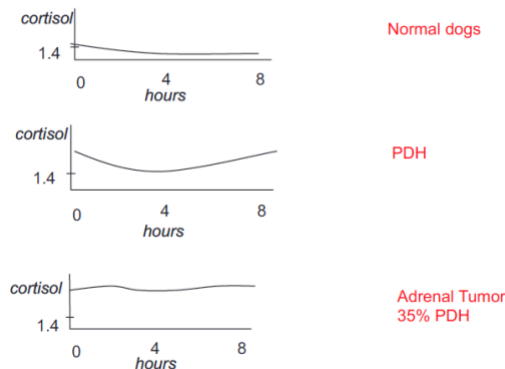 cortisol
Normal dogs
1.4
0 4 8
hours
cortisol
PDH
1.4
0 4 8
hours
cortisol
Adrenal Tumor
35% PDH
1.4
0 4 8
hours